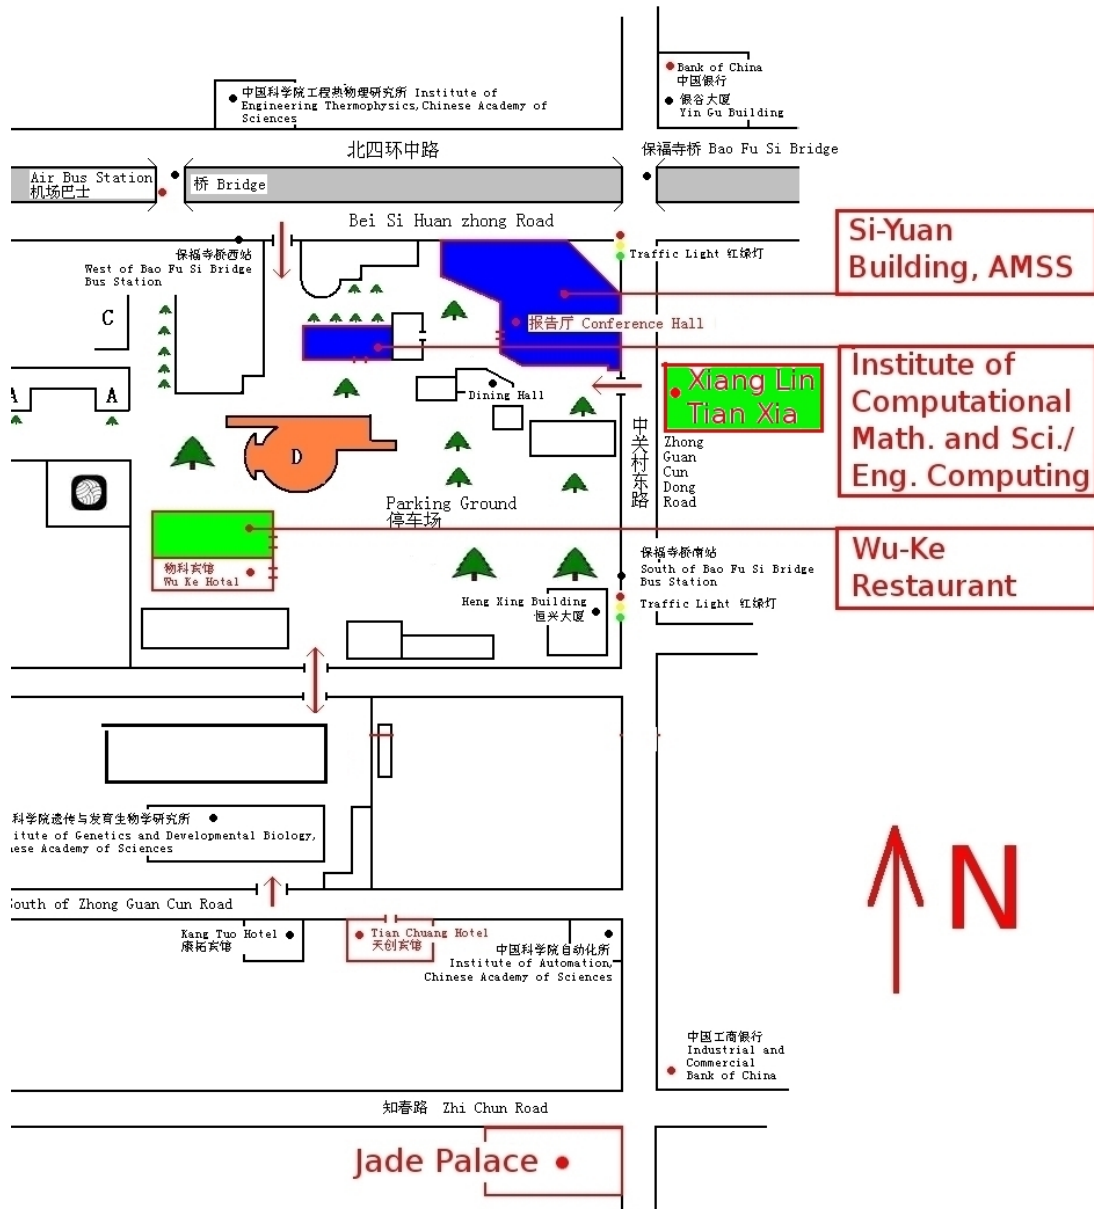 Bank of China
中国银行
银谷大厦
Yin Gu Building
中国科学院工程热物理研究所 Institute of
Engineering Thermophysics,Chinese Academy of
Sciences
北四环中路
保福寺桥 Bao Fu Si Bridge
Air Bus Station
机场巴士
桥 Bridge
Bei Si Huan zhong Road
保福寺桥西站
West of Bao Fu Si Bridge
Bus Station
Traffic Light 红绿灯
Si-Yuan
Building, AMSS
C
报告厅 Conference Hall
Institute of
Computational
Math. and Sci./
Eng. Computing
Xiang Lin
Tian Xia
Dining Hall
A
A
中关村东路
Zhong
Guan
Cun
Dong
Road
D
Parking Ground
停车场
Wu-Ke
Restaurant
物科宾馆
Wu Ke Hotal
保福寺桥南站
South of Bao Fu Si Bridge
Bus Station
Heng Xing Building
恒兴大厦
Traffic Light 红绿灯
科学院遗传与发育生物学研究所
itute of Genetics and Developmental Biology,
nese Academy of Sciences
N
South of Zhong Guan Cun Road
Kang Tuo Hotel
康拓宾馆
Tian Chuang Hotel
天创宾馆
中国科学院自动化所
Institute of Automation,
Chinese Academy of Sciences
中国工商银行
Industrial and
Commercial
Bank of China
知春路 Zhi Chun Road
Jade Palace